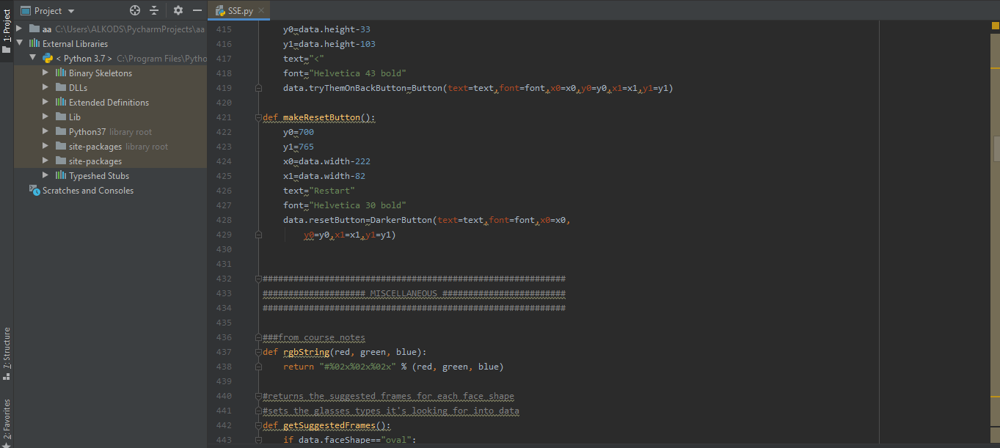 Project
SSE.py
1: Project
aa C:\Users\ALKODS\PycharmProjects\aa
External Libraries
< Python 3.7 > C:\Program Files\Pytho
Binary Skeletons
DLLs
Extended Definitions
Lib
Python37 library root
site-packages library root
site-packages
Typeshed Stubs
Scratches and Consoles
7: Structure
2: Favorites
415 y0=data.height-33
416 y1=data.height-103
417 text="<"
418 font="Helvetica 43 bold"
419 data.tryThemOnBackButton=Button(text=text,font=font,x0=x0,y0=y0,x1=x1,y1=y1)
420
421 def makeResetButton():
422 y0=700
423 y1=765
424 x0=data.width-222
425 x1=data.width-82
426 text="Restart"
427 font="Helvetica 30 bold"
428 data.resetButton=DarkerButton(text=text,font=font,x0=x0,
429 y0=y0,x1=x1,y1=y1)
430
431
432 ###########################################################
433 #################### MISCELLANEOUS ########################
434 ###########################################################
435
436 ###from course notes
437 def rgbString(red, green, blue):
438 return "#%02x%02x%02x" % (red, green, blue)
439
440 #returns the suggested frames for each face shape
441 #sets the glasses types it's looking for into data
442 def getSuggestedFrames():
443 if data.faceShape=="oval":